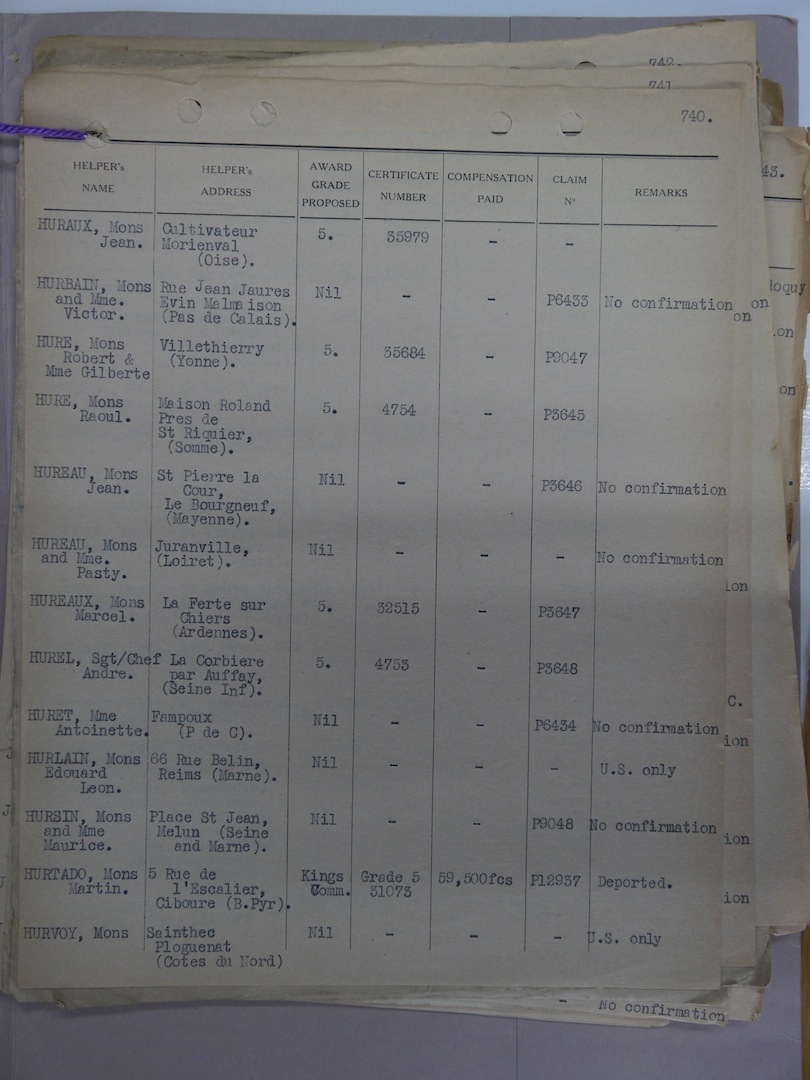 742.
741
740.
43.
HELPER's NAME
HELPER's ADDRESS
AWARD GRADE PROPOSED
CERTIFICATE NUMBER
COMPENSATION PAID
CLAIM Nº
REMARKS
HURAUX, Mons Cultivateur 5. 35979 - -
Jean. Morienval
(Oise).
HURBAIN, Mons Rue Jean Jaures Nil - - P6433 No confirmation
and Mme. Evin Malmaison
Victor. (Pas de Calais).
HURE, Mons Villethierry 5. 35684 - P9047
Robert & (Yonne).
Mme Gilberte
HURE, Mons Maison Roland 5. 4754 - P3645
Raoul. Pres de
St Riquier,
(Somme).
HUREAU, Mons St Pierre la Nil - - P3646 No confirmation
Jean. Cour,
Le Bourgneuf,
(Mayenne).
HUREAU, Mons Juranville, Nil - - - No confirmation
and Mme. (Loiret).
Pasty.
HUREAUX, Mons La Ferte sur 5. 32515 - P3647
Marcel. Chiers
(Ardennes).
HUREL, Sgt/Chef La Corbiere 5. 4753 - P3648
Andre. par Auffay,
(Seine Inf).
HURET, Mme Fampoux Nil - - P6434 No confirmation
Antoinette. (P de C).
HURLAIN, Mons 66 Rue Belin, Nil - - - U.S. only
Edouard Reims (Marne).
Leon.
HURSIN, Mons Place St Jean, Nil - - P9048 No confirmation
and Mme Melun (Seine
Maurice. and Marne).
HURTADO, Mons 5 Rue de Kings Grade 5 59,500fcs P12937 Deported.
Martin. l'Escalier, Comm. 31073
Ciboure (B.Pyr).
HURVOY, Mons Sainthec Nil - - - U.S. only
Ploguenat
(Cotes du Nord)
- No confirmation